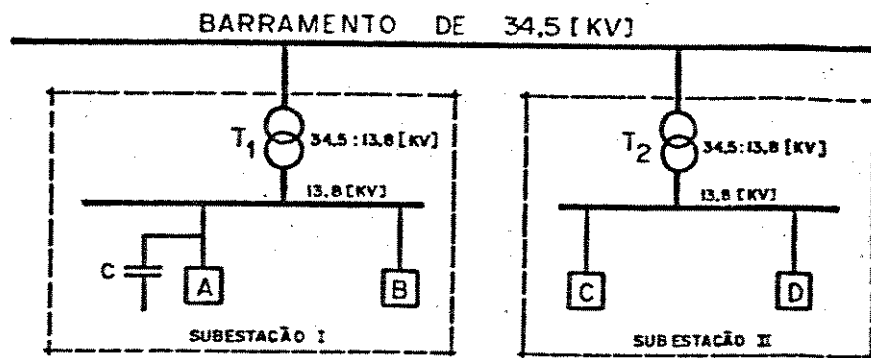 BARRAMENTO DE 34,5 [KV]
T1 34,5:13,8 [KV]
13,8 [KV]
C A B
SUBESTAÇÃO I
T2 34,5:13,8 [KV]
13,8 [KV]
C D
SUBESTAÇÃO II